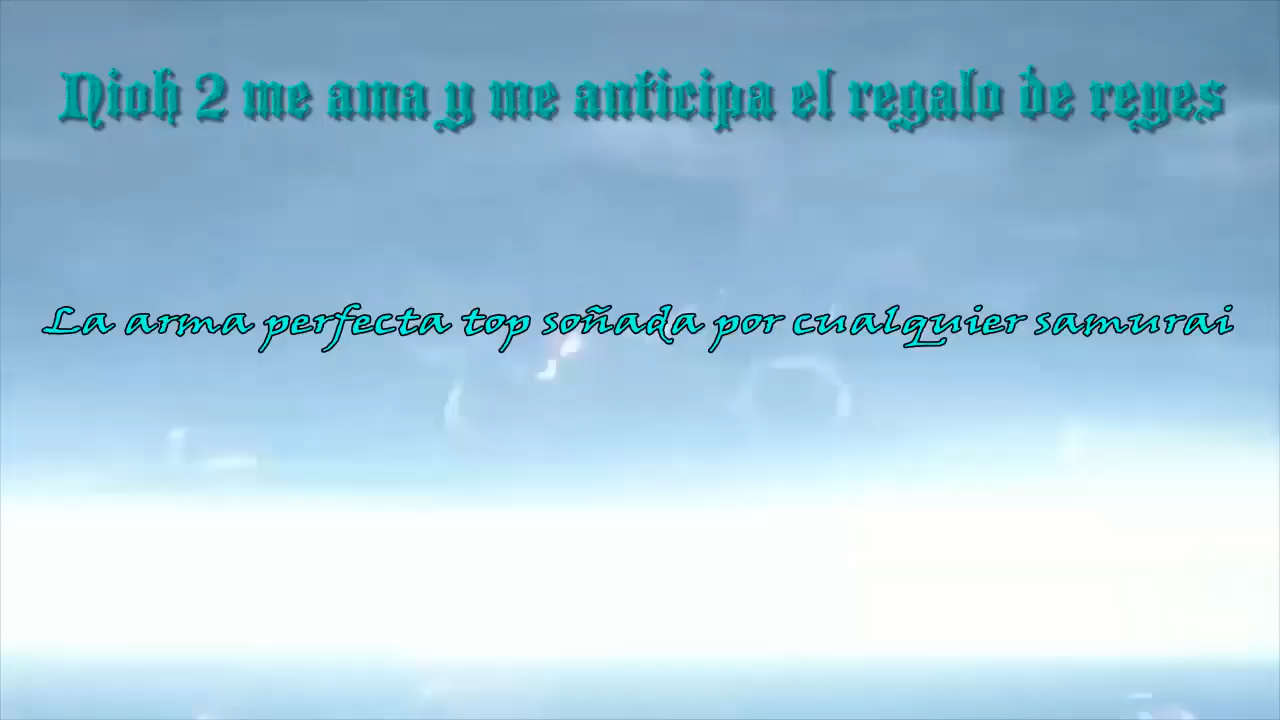 Nioh 2 me ama y me anticipa el regalo de reyes
La arma perfecta top soñada por cualquier samurai